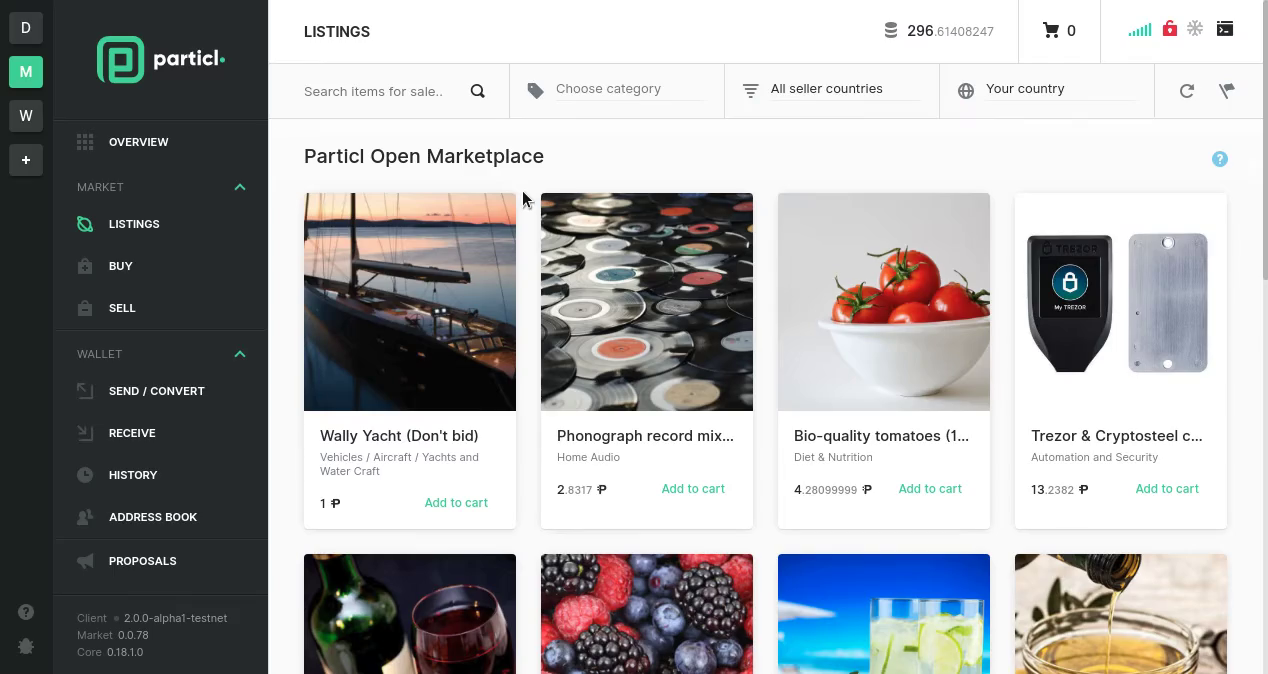 D
M
W
+
particl
OVERVIEW
MARKET
LISTINGS
BUY
SELL
WALLET
SEND / CONVERT
RECEIVE
HISTORY
ADDRESS BOOK
PROPOSALS
Client 2.0.0-alpha1-testnet
Market 0.0.78
Core 0.18.1.0
LISTINGS
296.61408247
0
Search items for sale..
Choose category
All seller countries
Your country
Particl Open Marketplace
?
Wally Yacht (Don't bid)
Vehicles / Aircraft / Yachts and
Water Craft
1 ₱
Add to cart
Phonograph record mix...
Home Audio
2.8317 ₱
Add to cart
Bio-quality tomatoes (1...
Diet & Nutrition
4.28099999 ₱
Add to cart
TREZOR
My TREZOR
Trezor & Cryptosteel c...
Automation and Security
13.2382 ₱
Add to cart